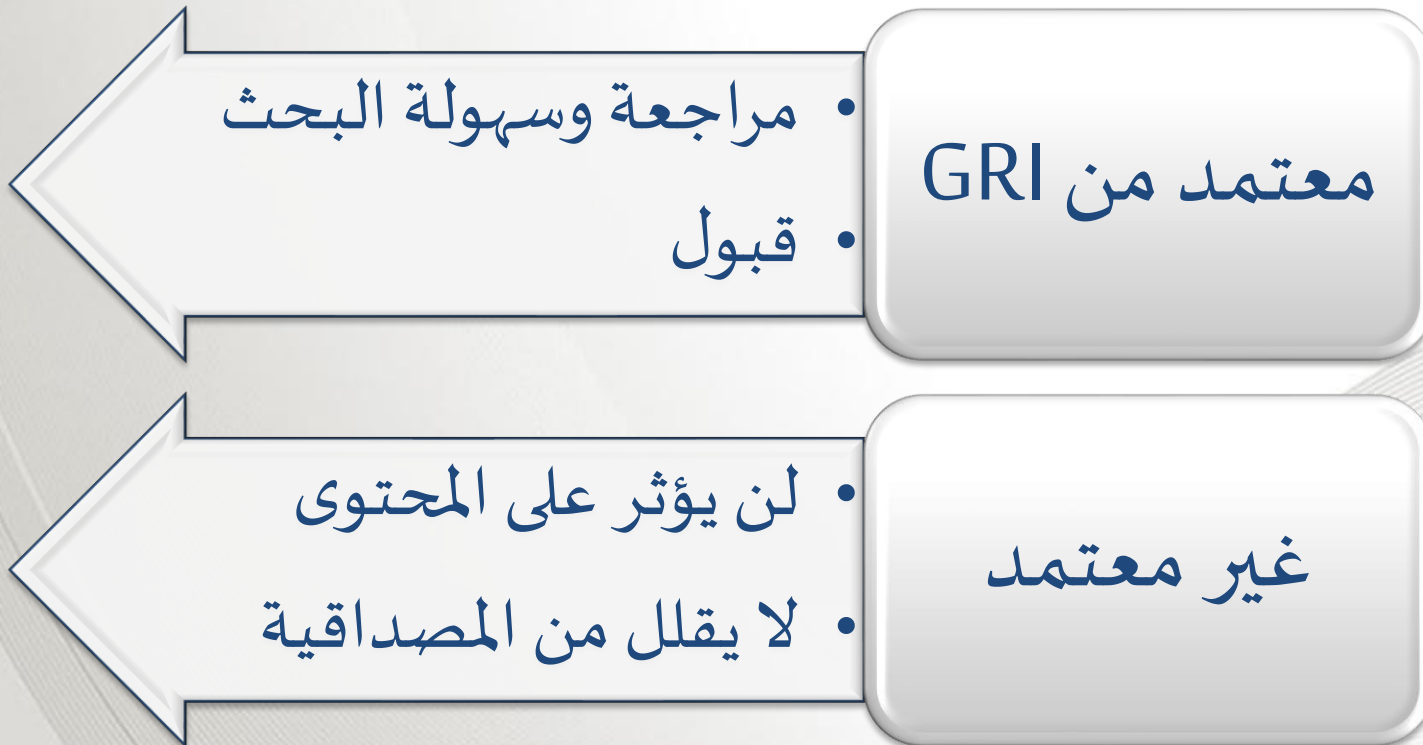 معتمد من GRI
• مراجعة وسهولة البحث
• قبول
غير معتمد
• لن يؤثر على المحتوى
• لا يقلل من المصداقية